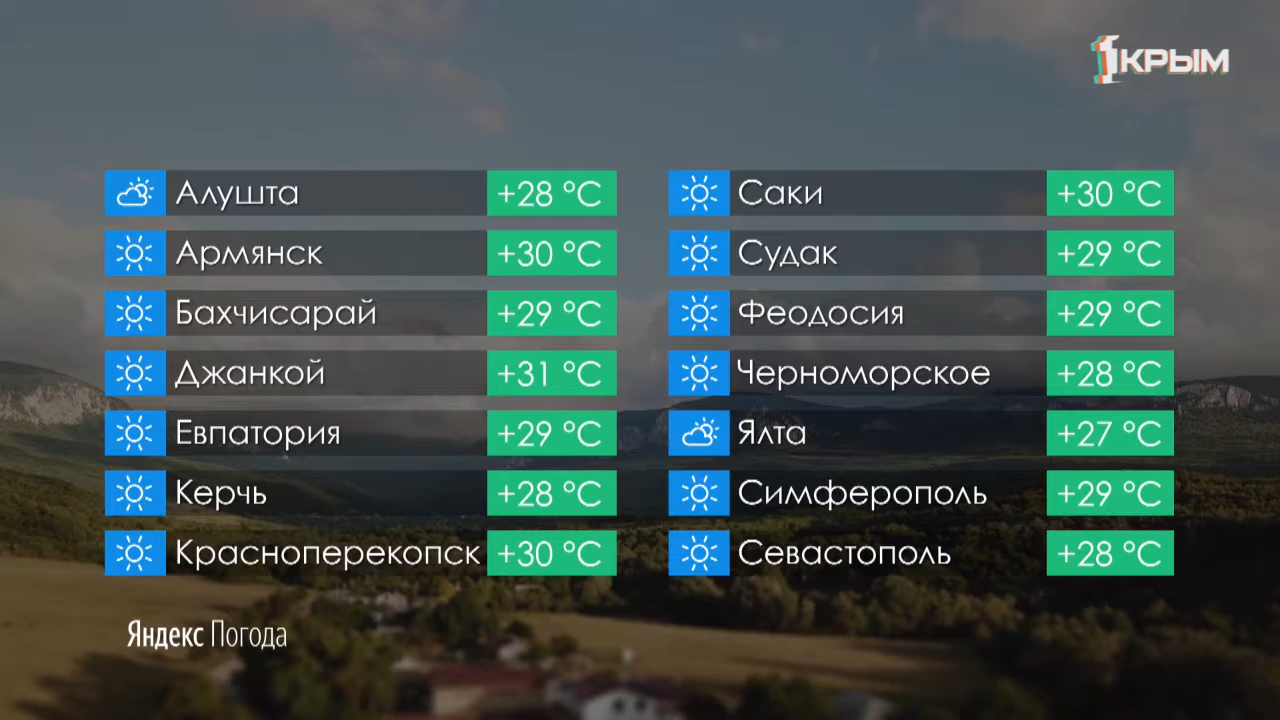 1КРЫМ
Алушта +28 °C
Армянск +30 °C
Бахчисарай +29 °C
Джанкой +31 °C
Евпатория +29 °C
Керчь +28 °C
Красноперекопск +30 °C
Саки +30 °C
Судак +29 °C
Феодосия +29 °C
Черноморское +28 °C
Ялта +27 °C
Симферополь +29 °C
Севастополь +28 °C
Яндекс Погода